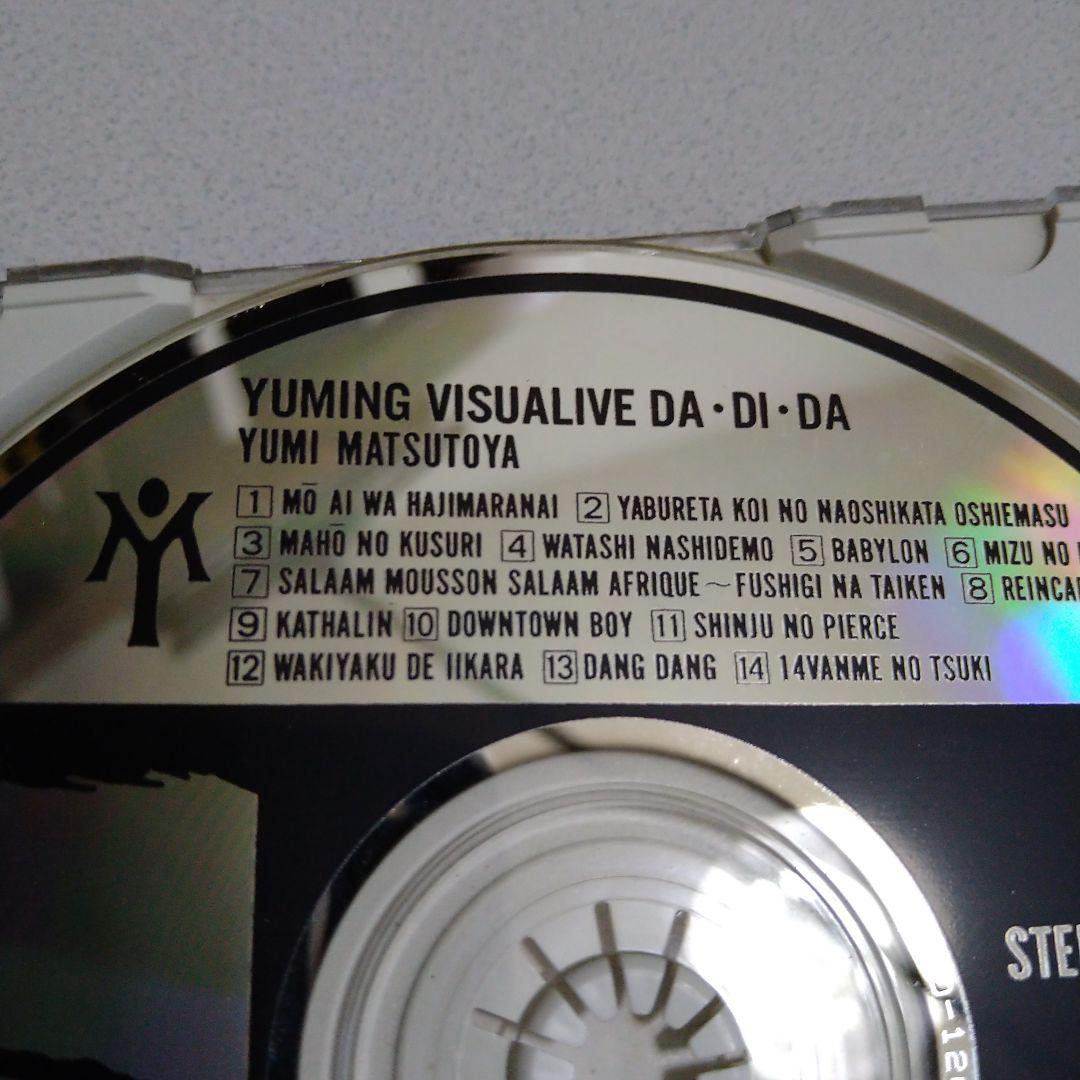 YUMING VISUALIVE DA・DI・DA
YUMI MATSUTOYA
1 MŌ AI WA HAJIMARANAI 2 YABURETA KOI NO NAOSHIKATA OSHIEMASU
3 MAHŌ NO KUSURI 4 WATASHI NASHIDEMO 5 BABYLON 6 MIZU NO
7 SALAAM MOUSSON SALAAM AFRIQUE~FUSHIGI NA TAIKEN 8 REINCA
9 KATHALIN 10 DOWNTOWN BOY 11 SHINJU NO PIERCE
12 WAKIYAKU DE IIKARA 13 DANG DANG 14 14VANME NO TSUKI
STE